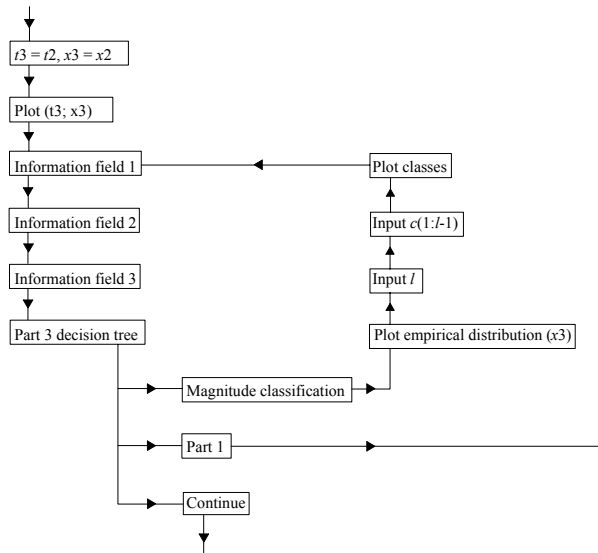 t3 = t2, x3 = x2
Plot (t3; x3)
Information field 1
Plot classes
Information field 2
Input c(1:l-1)
Information field 3
Input l
Part 3 decision tree
Plot empirical distribution (x3)
Magnitude classification
Part 1
Continue